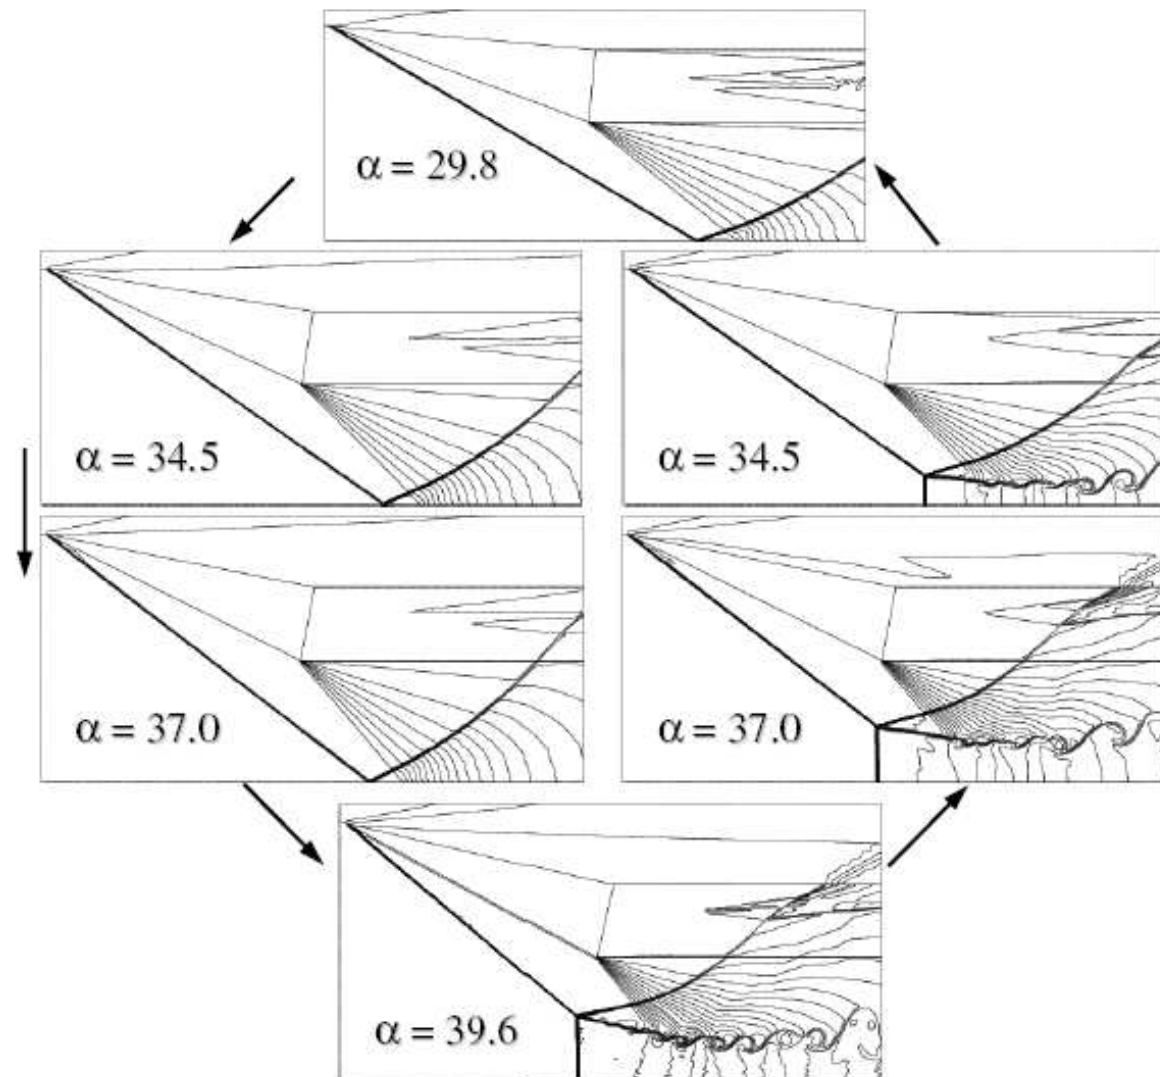 α = 29.8
α = 34.5
α = 34.5
α = 37.0
α = 37.0
α = 39.6